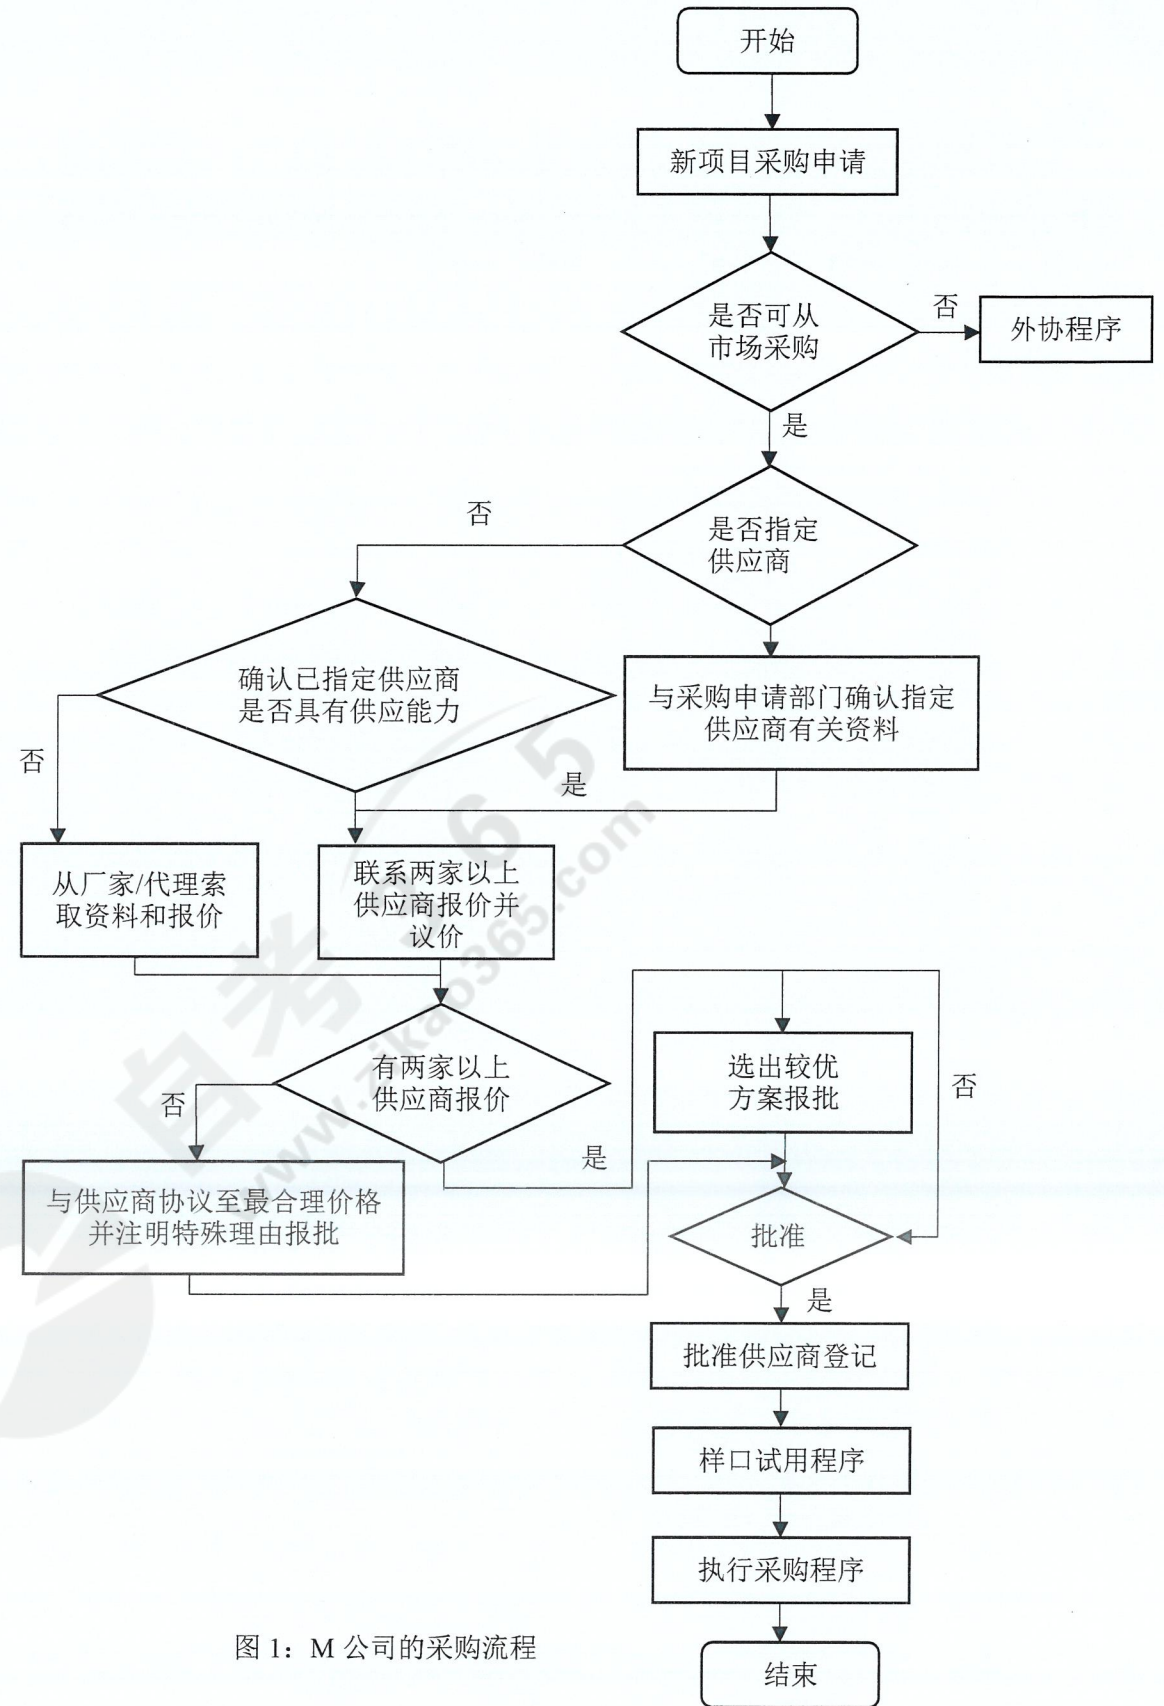 开始
新项目采购申请
是否可从
市场采购
否
外协程序
是
是否指定
供应商
否
确认已指定供应商
是否具有供应能力
与采购申请部门确认指定
供应商有关资料
否
是
从厂家/代理索
取资料和报价
联系两家以上
供应商报价并
议价
有两家以上
供应商报价
否
是
选出较优
方案报批
否
与供应商协议至最合理价格
并注明特殊理由报批
批准
是
批准供应商登记
样口试用程序
执行采购程序
结束
图 1：M 公司的采购流程
自考365
www.zikao365.com